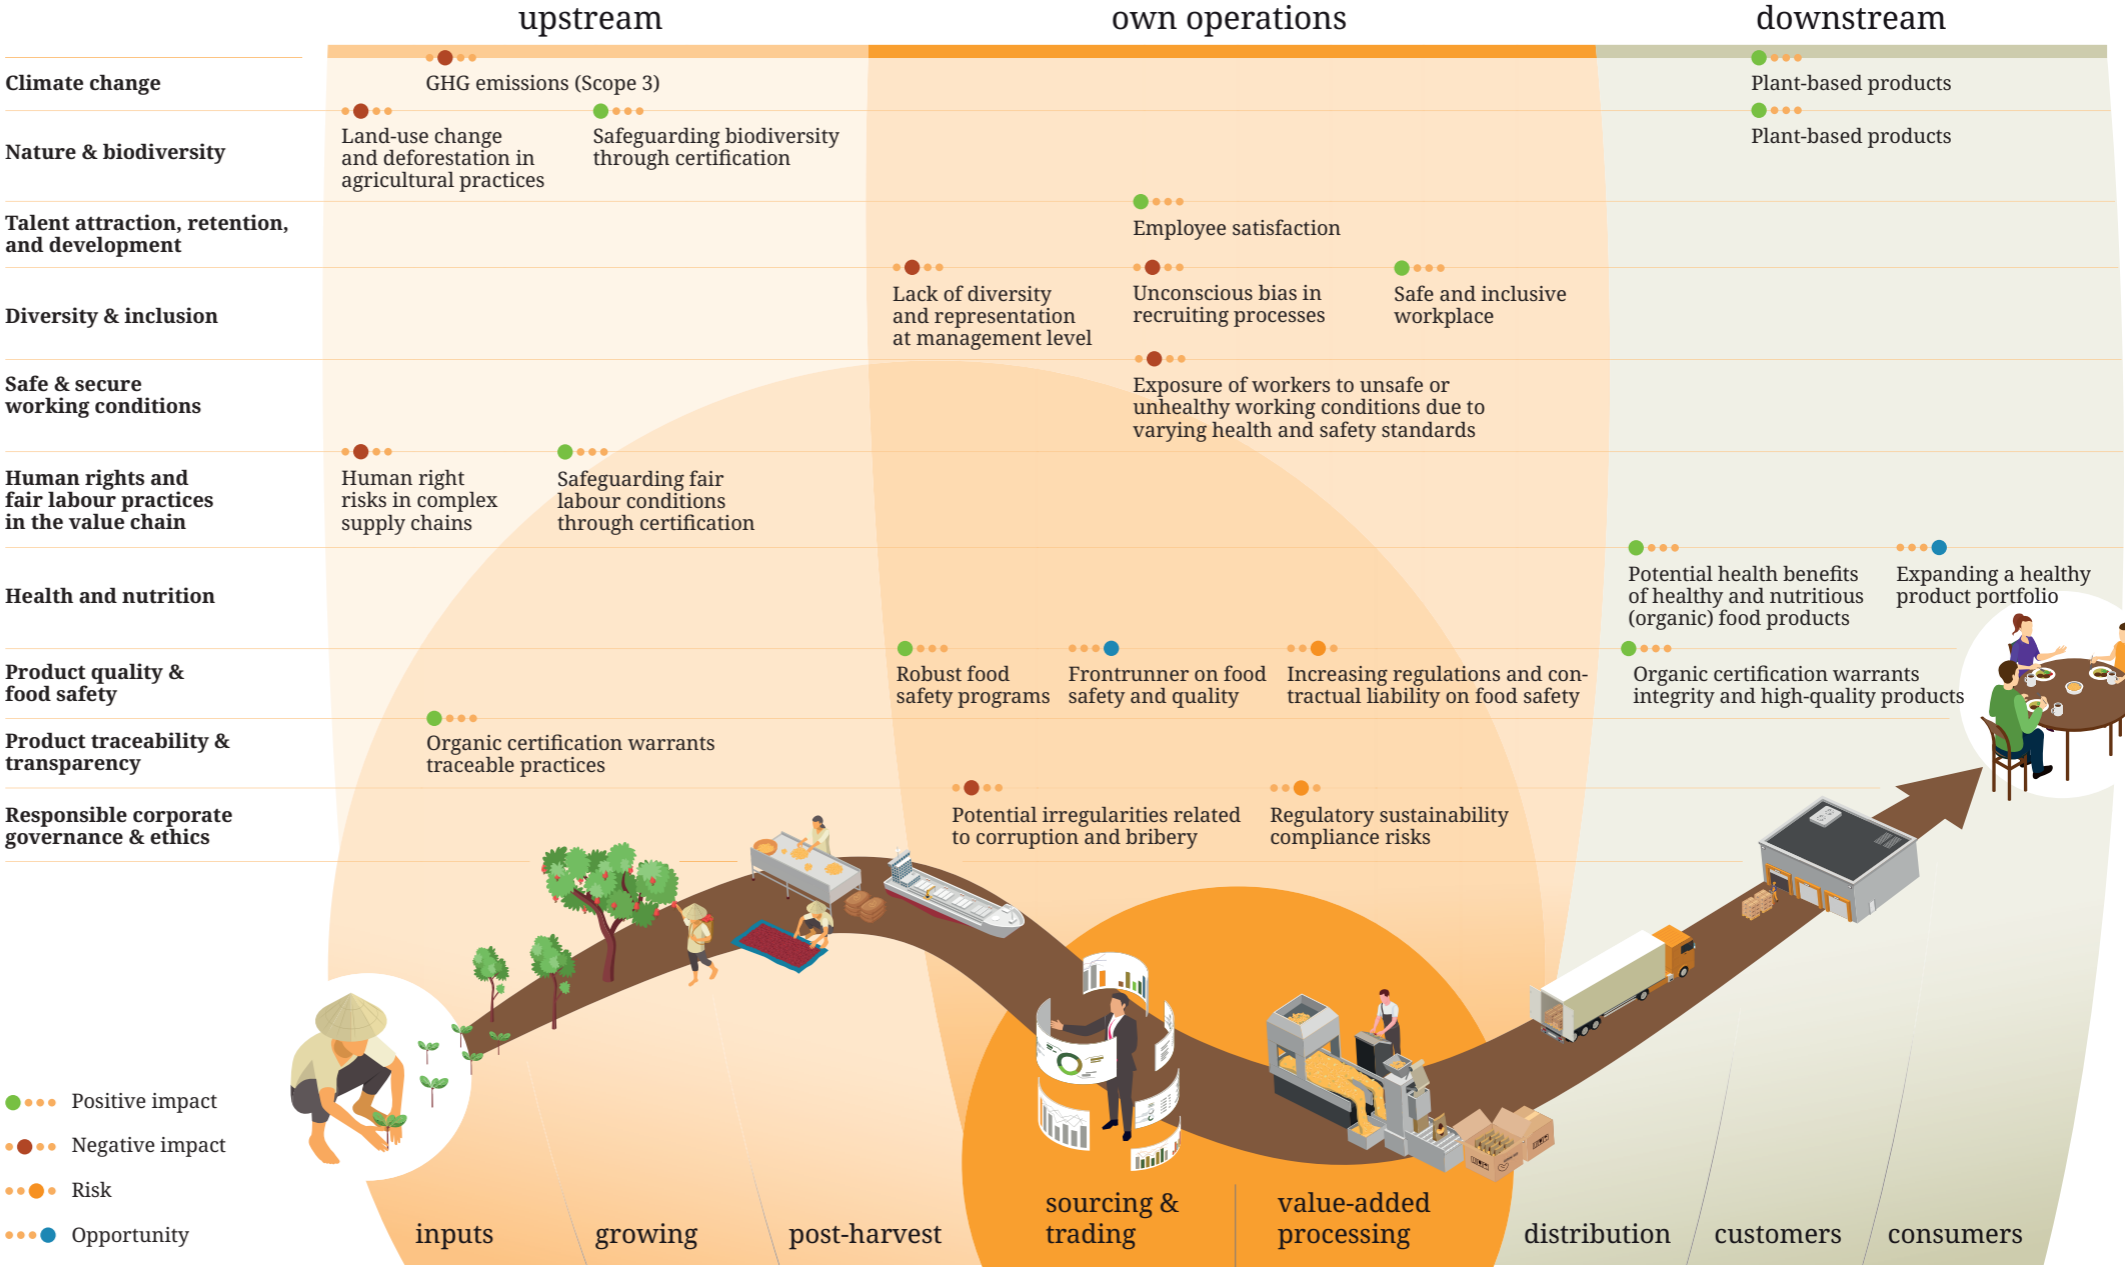 upstream
own operations
downstream
Climate change
GHG emissions (Scope 3)
Plant-based products
Nature & biodiversity
Land-use change
and deforestation in
agricultural practices
Safeguarding biodiversity
through certification
Plant-based products
Talent attraction, retention,
and development
Employee satisfaction
Diversity & inclusion
Lack of diversity
and representation
at management level
Unconscious bias in
recruiting processes
Safe and inclusive
workplace
Safe & secure
working conditions
Exposure of workers to unsafe or
unhealthy working conditions due to
varying health and safety standards
Human rights and
fair labour practices
in the value chain
Human right
risks in complex
supply chains
Safeguarding fair
labour conditions
through certification
Health and nutrition
Potential health benefits
of healthy and nutritious
(organic) food products
Expanding a healthy
product portfolio
Product quality &
food safety
Robust food
safety programs
Frontrunner on food
safety and quality
Increasing regulations and con-
tractual liability on food safety
Organic certification warrants
integrity and high-quality products
Product traceability &
transparency
Organic certification warrants
traceable practices
Responsible corporate
governance & ethics
Potential irregularities related
to corruption and bribery
Regulatory sustainability
compliance risks
Positive impact
Negative impact
Risk
Opportunity
inputs
growing
post-harvest
sourcing &
trading
value-added
processing
distribution
customers
consumers